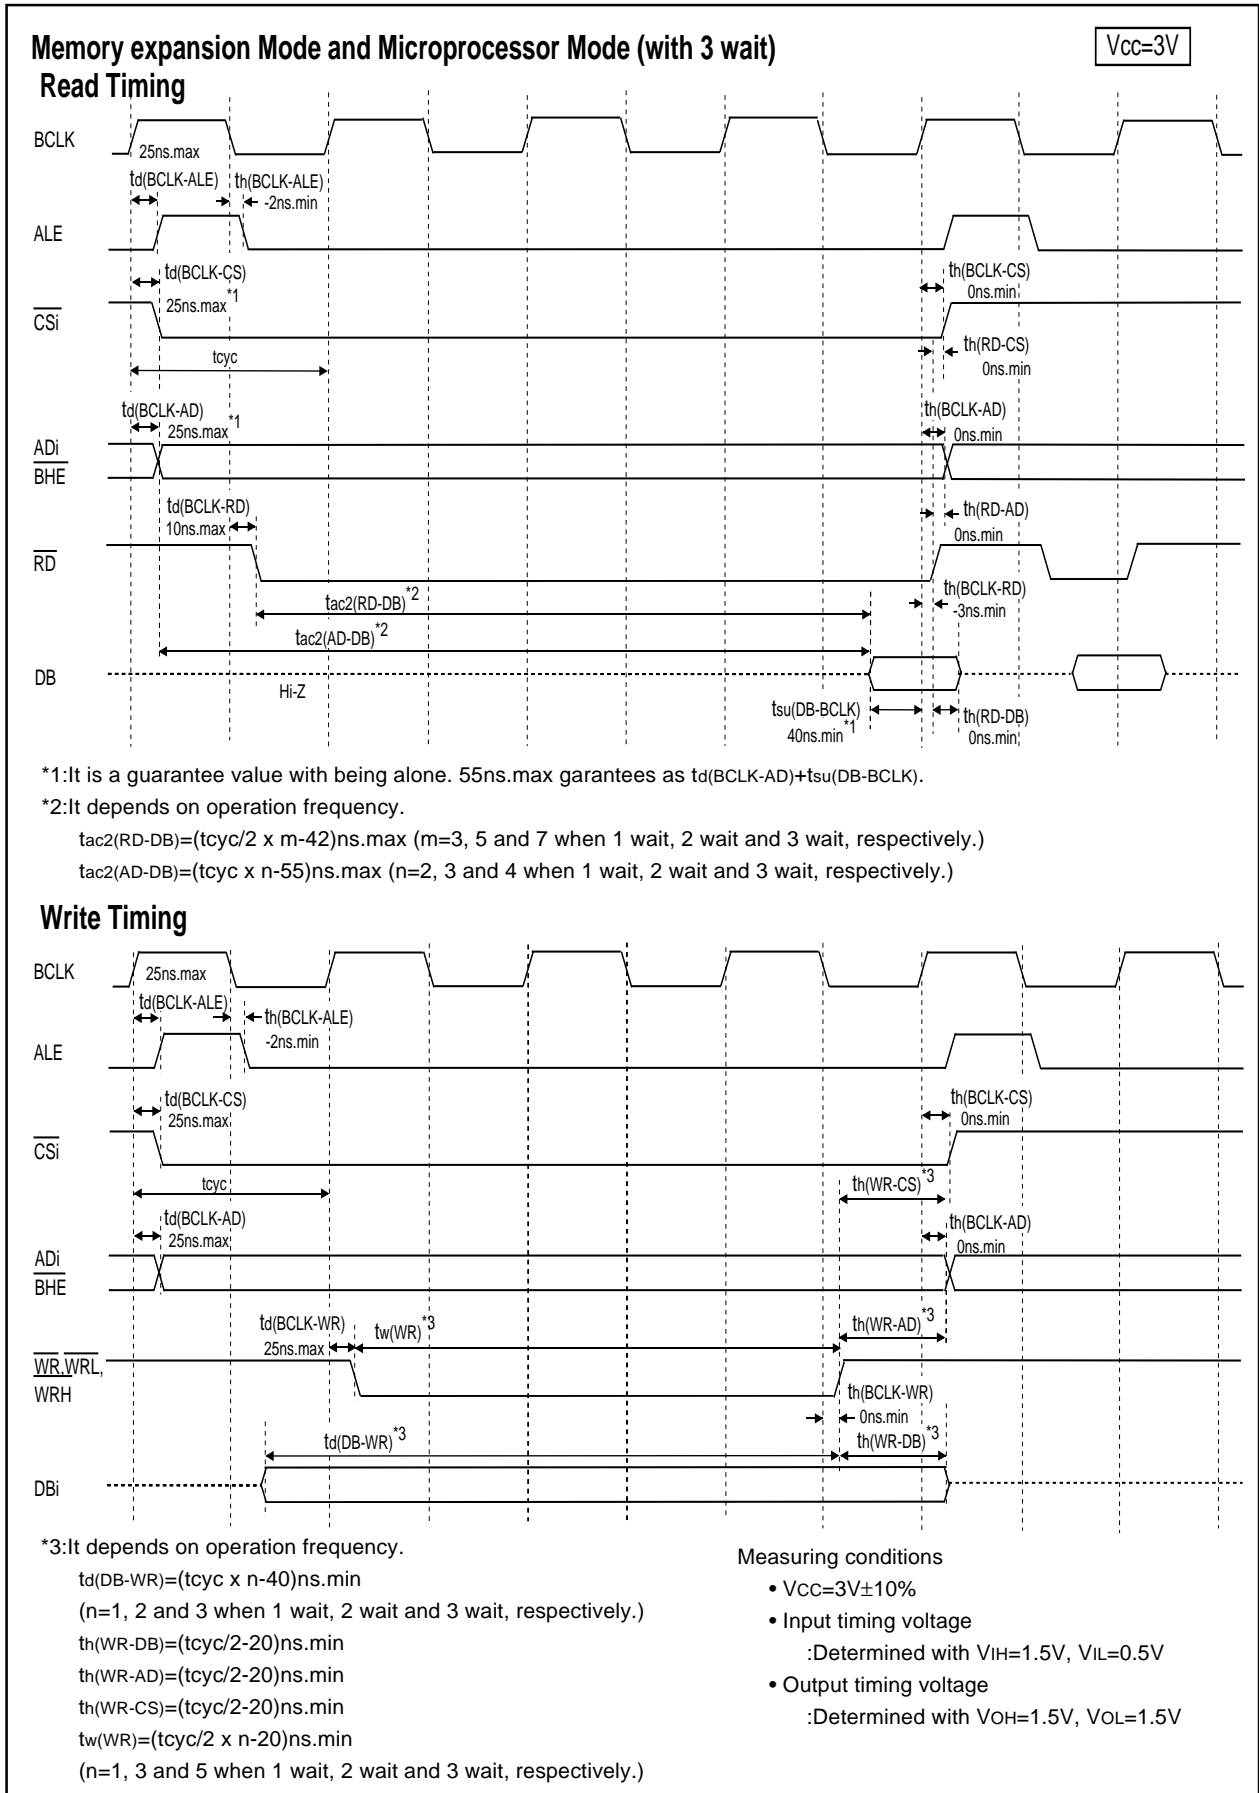 Memory expansion Mode and Microprocessor Mode (with 3 wait)
Vcc=3V
Read Timing
BCLK
25ns.max
td(BCLK-ALE)
th(BCLK-ALE)
-2ns.min
ALE
td(BCLK-CS)
25ns.max*1
th(BCLK-CS)
0ns.min
CSi
th(RD-CS)
0ns.min
tcyc
td(BCLK-AD)
25ns.max*1
th(BCLK-AD)
0ns.min
ADi
BHE
td(BCLK-RD)
10ns.max
th(RD-AD)
0ns.min
RD
th(BCLK-RD)
-3ns.min
tac2(RD-DB)*2
tac2(AD-DB)*2
DB
Hi-Z
tsu(DB-BCLK)
40ns.min*1
th(RD-DB)
0ns.min
*1:It is a guarantee value with being alone. 55ns.max garantees as td(BCLK-AD)+tsu(DB-BCLK).
*2:It depends on operation frequency.
tac2(RD-DB)=(tcyc/2 x m-42)ns.max (m=3, 5 and 7 when 1 wait, 2 wait and 3 wait, respectively.)
tac2(AD-DB)=(tcyc x n-55)ns.max (n=2, 3 and 4 when 1 wait, 2 wait and 3 wait, respectively.)
Write Timing
BCLK
25ns.max
td(BCLK-ALE)
th(BCLK-ALE)
-2ns.min
ALE
td(BCLK-CS)
25ns.max
th(BCLK-CS)
0ns.min
CSi
tcyc
th(WR-CS)*3
td(BCLK-AD)
25ns.max
th(BCLK-AD)
0ns.min
ADi
BHE
td(BCLK-WR)
25ns.max
tw(WR)*3
th(WR-AD)*3
WR,WRL,
WRH
th(BCLK-WR)
0ns.min
td(DB-WR)*3
th(WR-DB)*3
DBi
*3:It depends on operation frequency.
td(DB-WR)=(tcyc x n-40)ns.min
(n=1, 2 and 3 when 1 wait, 2 wait and 3 wait, respectively.)
th(WR-DB)=(tcyc/2-20)ns.min
th(WR-AD)=(tcyc/2-20)ns.min
th(WR-CS)=(tcyc/2-20)ns.min
tw(WR)=(tcyc/2 x n-20)ns.min
(n=1, 3 and 5 when 1 wait, 2 wait and 3 wait, respectively.)
Measuring conditions
• VCC=3V±10%
• Input timing voltage
:Determined with VIH=1.5V, VIL=0.5V
• Output timing voltage
:Determined with VOH=1.5V, VOL=1.5V